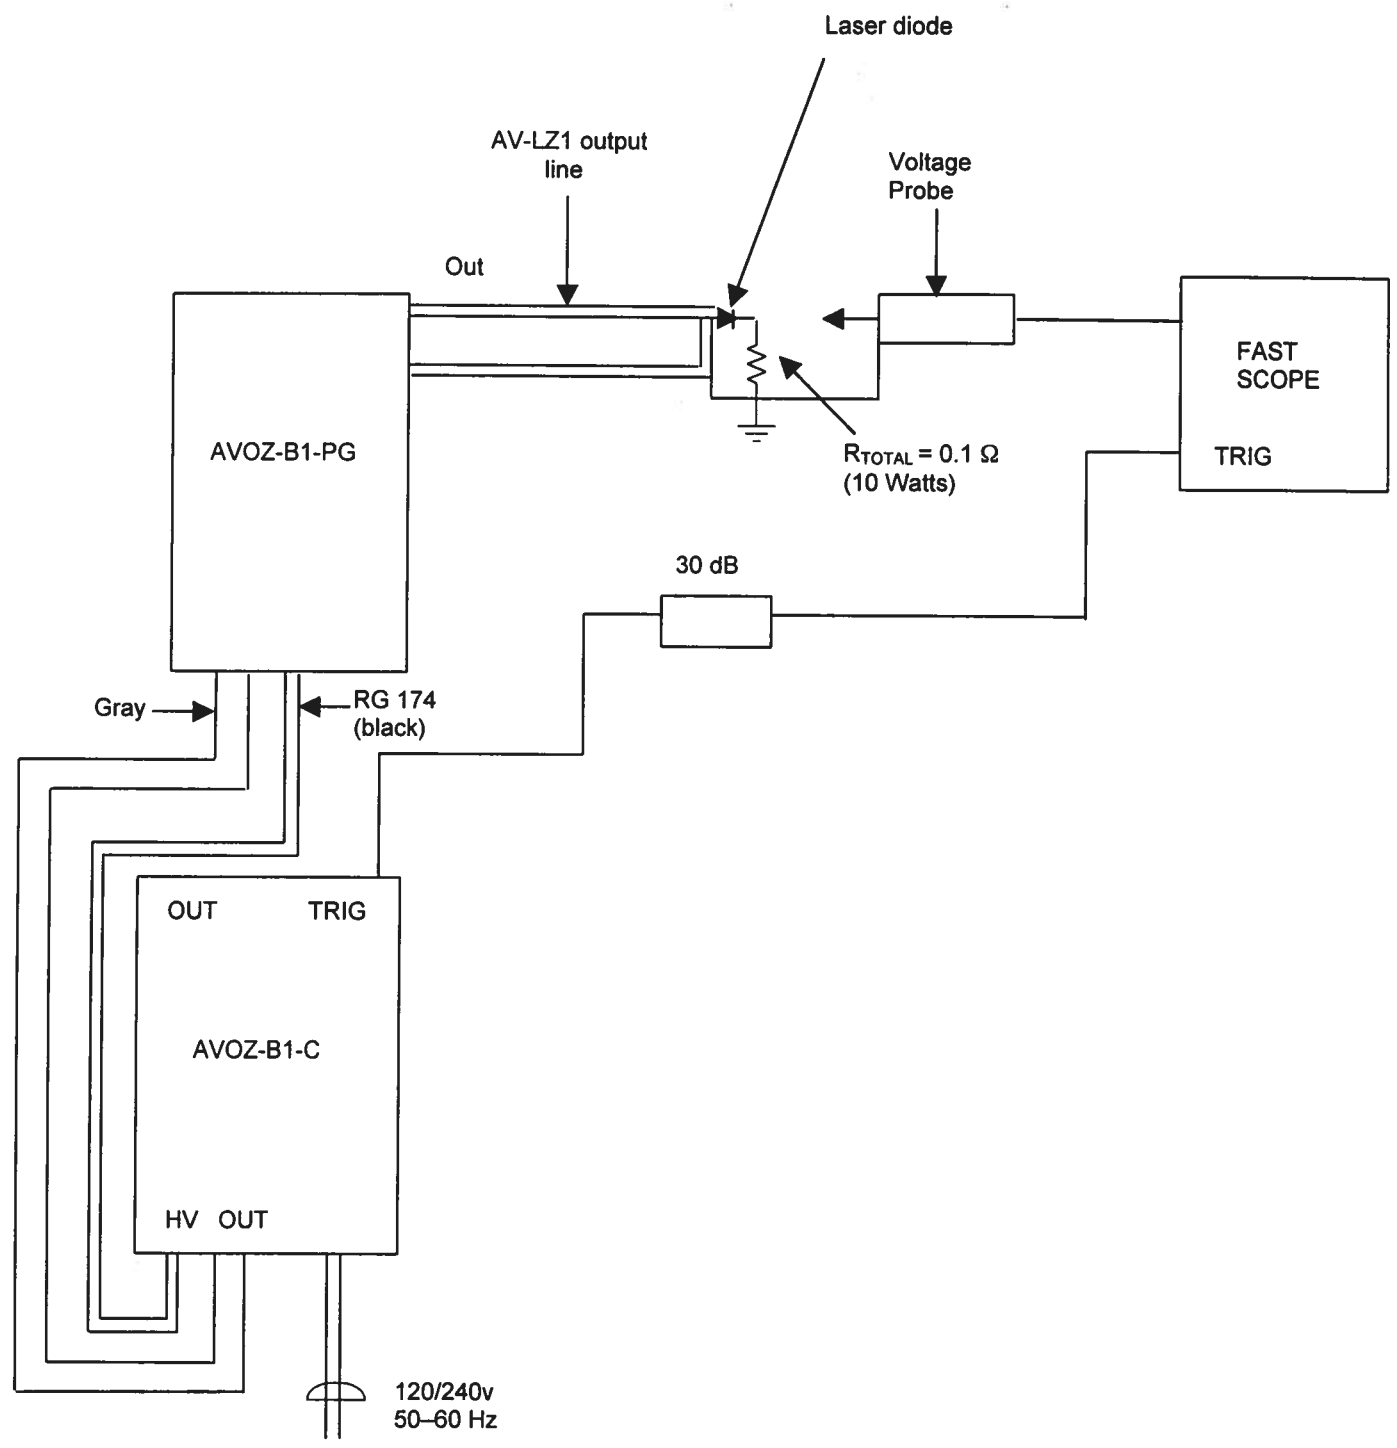 Laser diode
AV-LZ1 output
line
Voltage
Probe
Out
FAST
SCOPE
AVOZ-B1-PG
R_TOTAL = 0.1 Ω
(10 Watts)
TRIG
30 dB
Gray
RG 174
(black)
OUT
TRIG
AVOZ-B1-C
HV OUT
120/240v
50–60 Hz